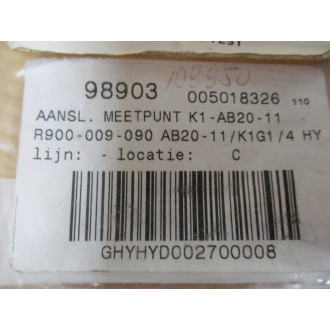 108950
98903 005018326 110
AANSL. MEETPUNT K1-AB20-11
R900-009-090 AB20-11/K1G1/4 HY
lijn: - locatie: C
GHYHYD002700008